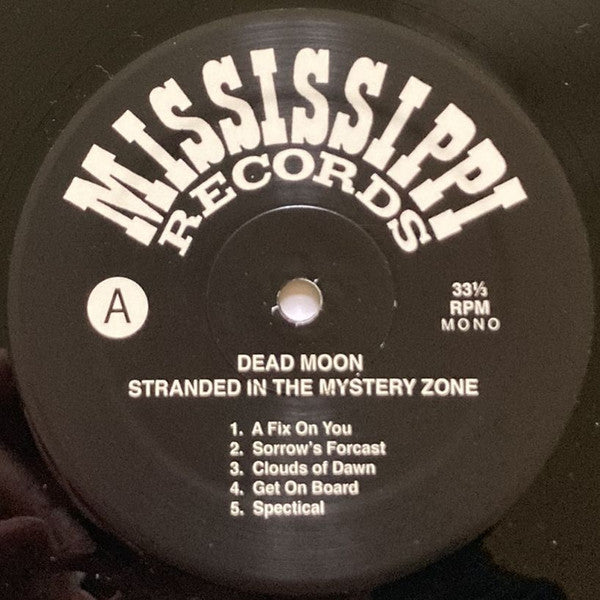 MISSISSIPPI
RECORDS
A
33⅓
RPM
MONO
DEAD MOON
STRANDED IN THE MYSTERY ZONE
1. A Fix On You
2. Sorrow's Forcast
3. Clouds of Dawn
4. Get On Board
5. Spectical